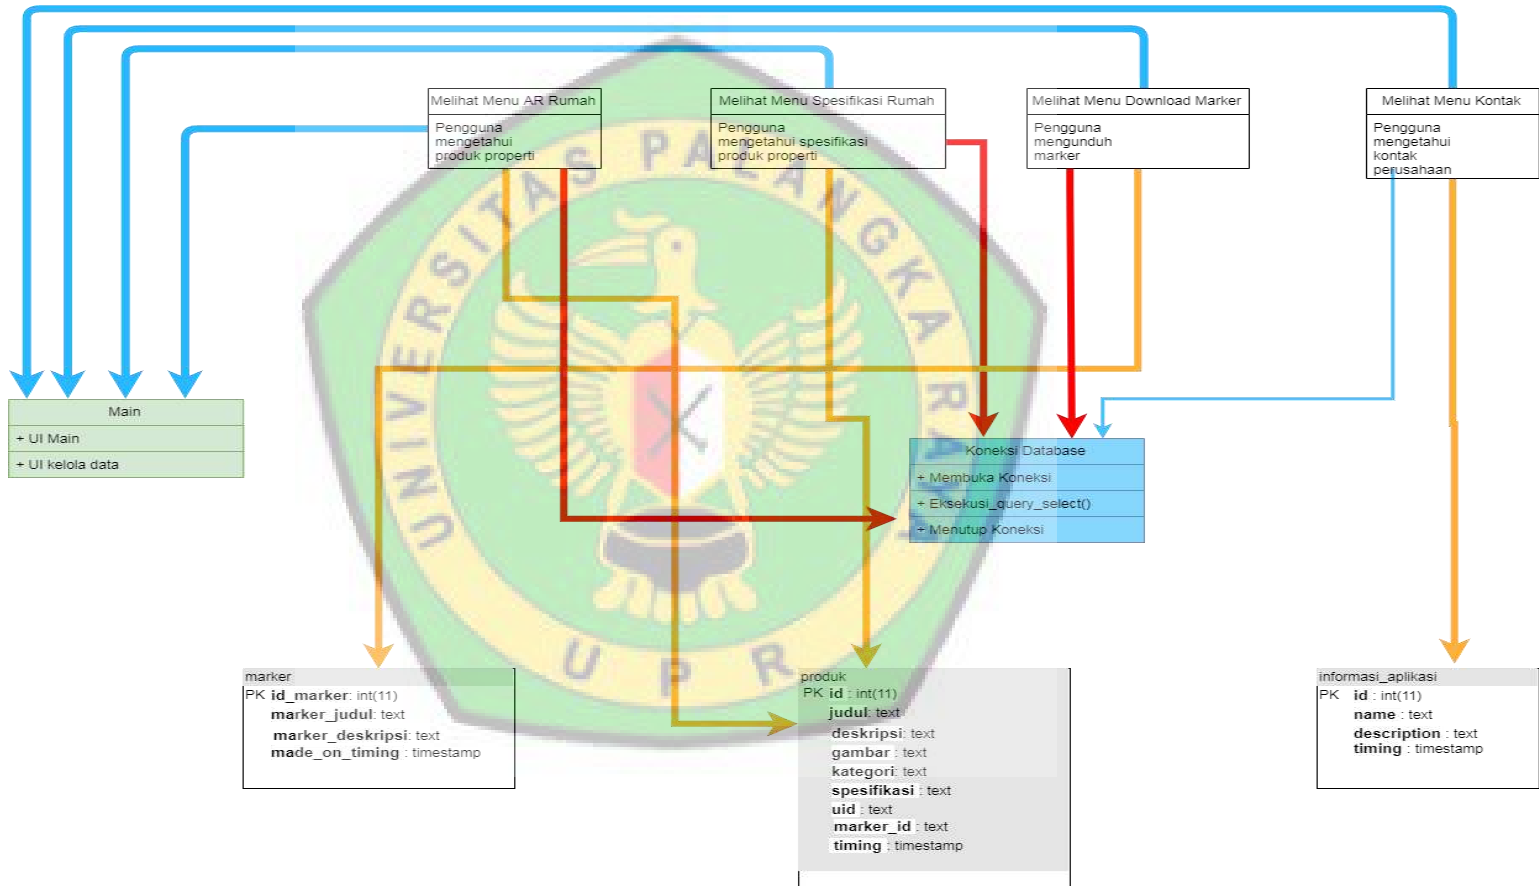 Melihat Menu AR Rumah
Pengguna
mengetahui
produk properti
Melihat Menu Spesifikasi Rumah
Pengguna
mengetahui spesifikasi
produk properti
Melihat Menu Download Marker
Pengguna
mengunduh
marker
Melihat Menu Kontak
Pengguna
mengetahui
kontak
perusahaan
UNIVERSITAS PALANGKA RAYA
UPR
Main
+ UI Main
+ UI kelola data
Koneksi Database
+ Membuka Koneksi
+ Eksekusi_query_select()
+ Menutup Koneksi
marker
PK id_marker: int(11)
marker_judul: text
marker_deskripsi: text
made_on_timing : timestamp
produk
PK id : int(11)
judul: text
deskripsi: text
gambar : text
kategori: text
spesifikasi : text
uid : text
marker_id : text
timing : timestamp
informasi_aplikasi
PK id : int(11)
name : text
description : text
timing : timestamp